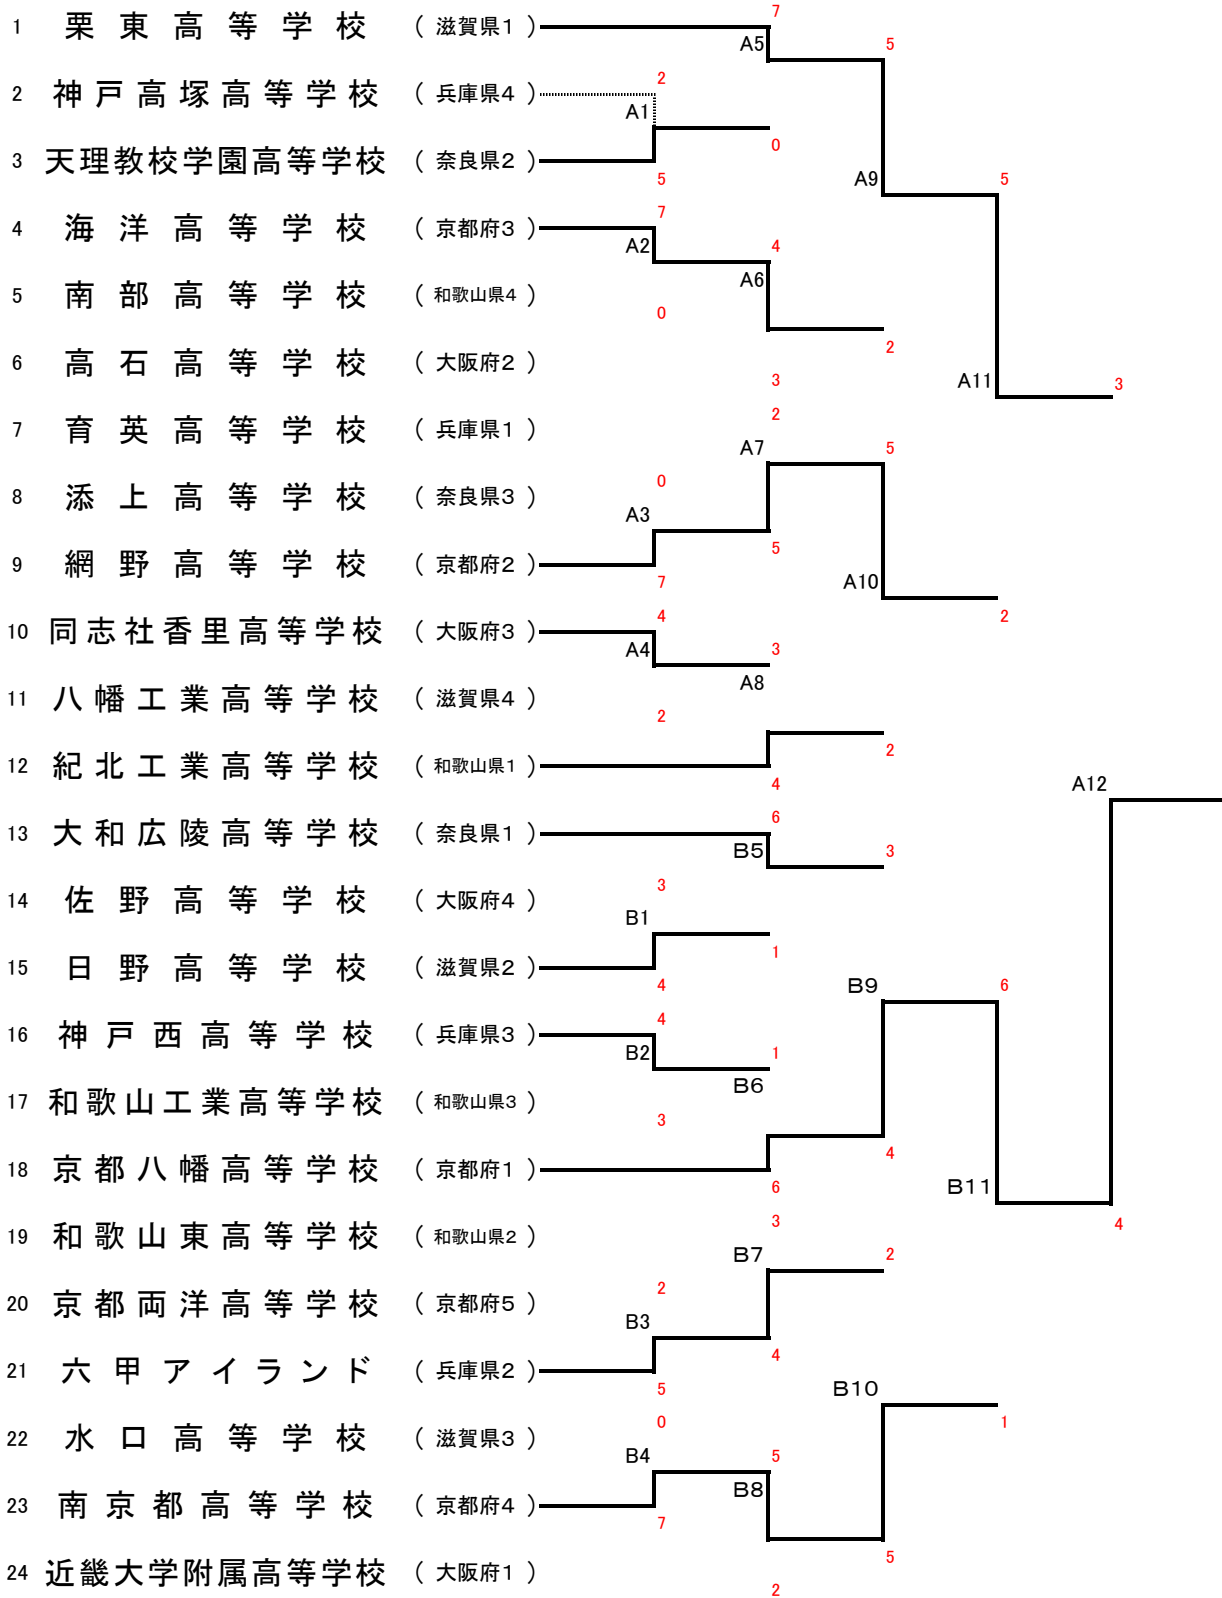 7
1 栗東高等学校 ( 滋賀県1 )
A5 5
2
2 神戸高塚高等学校 ( 兵庫県4 )
A1
0
3 天理教校学園高等学校 ( 奈良県2 )
5 A9 5
7
4 海洋高等学校 ( 京都府3 )
A2 4
A6
5 南部高等学校 ( 和歌山県4 )
0
2
6 高石高等学校 ( 大阪府2 )
3 A11 3
2
7 育英高等学校 ( 兵庫県1 )
A7 5
0
8 添上高等学校 ( 奈良県3 )
A3
5
9 網野高等学校 ( 京都府2 )
7 A10
4 2
10 同志社香里高等学校 ( 大阪府3 )
A4 3
A8
11 八幡工業高等学校 ( 滋賀県4 )
2
2
12 紀北工業高等学校 ( 和歌山県1 )
4 A12
6
13 大和広陵高等学校 ( 奈良県1 )
B5 3
3
14 佐野高等学校 ( 大阪府4 )
B1
1
15 日野高等学校 ( 滋賀県2 )
4 B9 6
4
16 神戸西高等学校 ( 兵庫県3 )
B2 1
B6
17 和歌山工業高等学校 ( 和歌山県3 )
3
4
18 京都八幡高等学校 ( 京都府1 )
6 B11
3 4
19 和歌山東高等学校 ( 和歌山県2 )
B7 2
2
20 京都両洋高等学校 ( 京都府5 )
B3
4
21 六甲アイランド ( 兵庫県2 )
5 B10
0 1
22 水口高等学校 ( 滋賀県3 )
B4 5
B8
23 南京都高等学校 ( 京都府4 )
7
5
24 近畿大学附属高等学校 ( 大阪府1 )
2